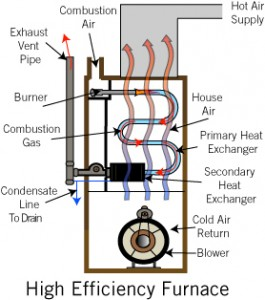 Combustion
Air
Hot Air
Supply
Exhaust
Vent
Pipe
Burner
House
Air
Combustion
Gas
Primary Heat
Exchanger
Condensate
Line
To Drain
Secondary
Heat
Exchanger
Cold Air
Return
Blower
High Efficiency Furnace